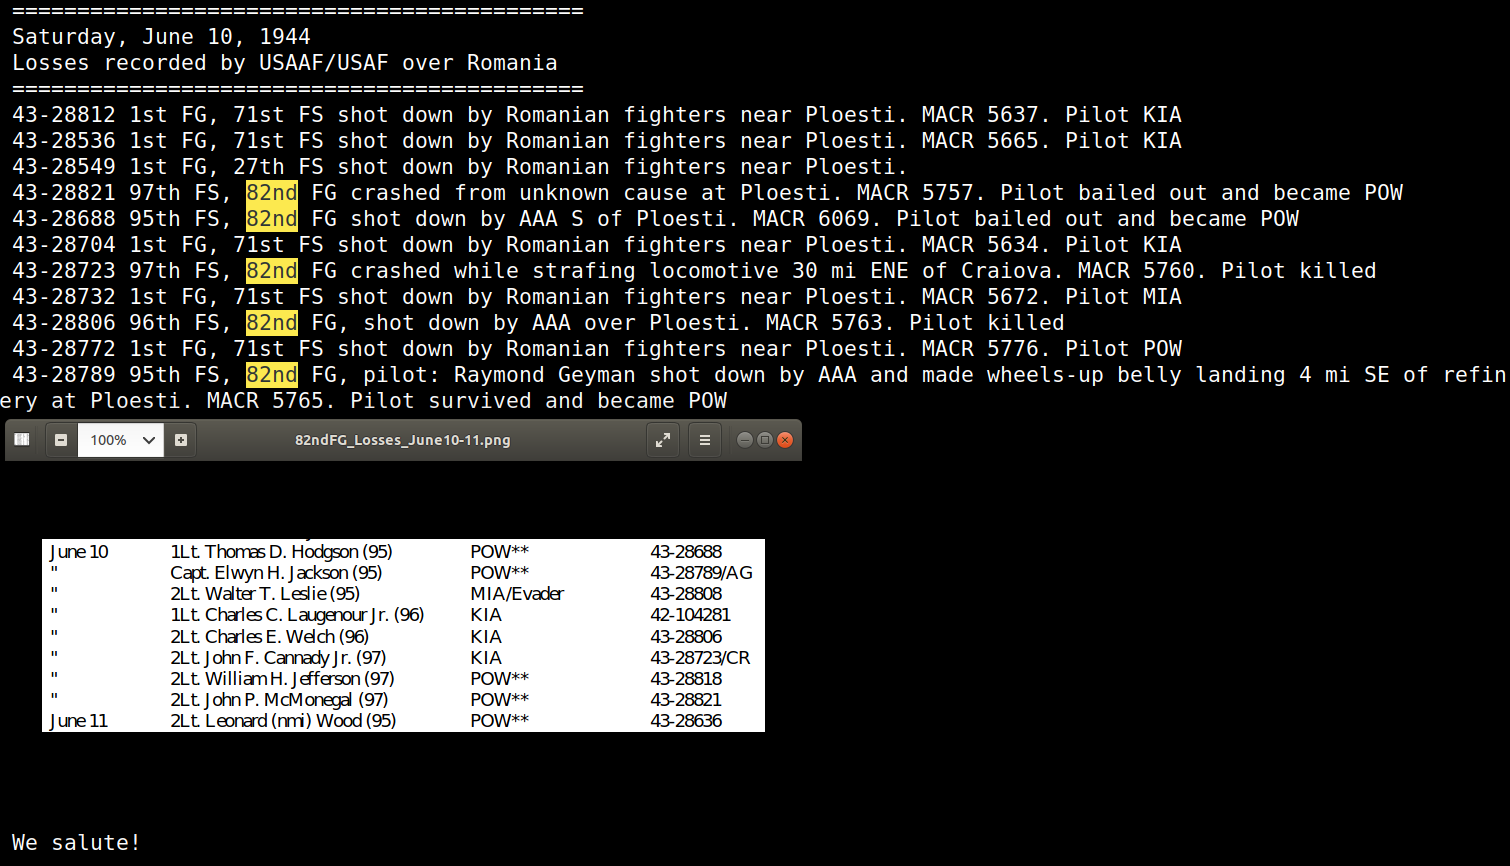 ============================================
Saturday, June 10, 1944
Losses recorded by USAAF/USAF over Romania
============================================
43-28812 1st FG, 71st FS shot down by Romanian fighters near Ploesti. MACR 5637. Pilot KIA
43-28536 1st FG, 71st FS shot down by Romanian fighters near Ploesti. MACR 5665. Pilot KIA
43-28549 1st FG, 27th FS shot down by Romanian fighters near Ploesti.
43-28821 97th FS, 82nd FG crashed from unknown cause at Ploesti. MACR 5757. Pilot bailed out and became POW
43-28688 95th FS, 82nd FG shot down by AAA S of Ploesti. MACR 6069. Pilot bailed out and became POW
43-28704 1st FG, 71st FS shot down by Romanian fighters near Ploesti. MACR 5634. Pilot KIA
43-28723 97th FS, 82nd FG crashed while strafing locomotive 30 mi ENE of Craiova. MACR 5760. Pilot killed
43-28732 1st FG, 71st FS shot down by Romanian fighters near Ploesti. MACR 5672. Pilot MIA
43-28806 96th FS, 82nd FG, shot down by AAA over Ploesti. MACR 5763. Pilot killed
43-28772 1st FG, 71st FS shot down by Romanian fighters near Ploesti. MACR 5776. Pilot POW
43-28789 95th FS, 82nd FG, pilot: Raymond Geyman shot down by AAA and made wheels-up belly landing 4 mi SE of refin
ery at Ploesti. MACR 5765. Pilot survived and became POW
100% 82ndFG_Losses_June10-11.png
June 10 1Lt. Thomas D. Hodgson (95) POW** 43-28688
" Capt. Elwyn H. Jackson (95) POW** 43-28789/AG
" 2Lt. Walter T. Leslie (95) MIA/Evader 43-28808
" 1Lt. Charles C. Laugenour Jr. (96) KIA 42-104281
" 2Lt. Charles E. Welch (96) KIA 43-28806
" 2Lt. John F. Cannady Jr. (97) KIA 43-28723/CR
" 2Lt. William H. Jefferson (97) POW** 43-28818
" 2Lt. John P. McMonegal (97) POW** 43-28821
June 11 2Lt. Leonard (nmi) Wood (95) POW** 43-28636
We salute!